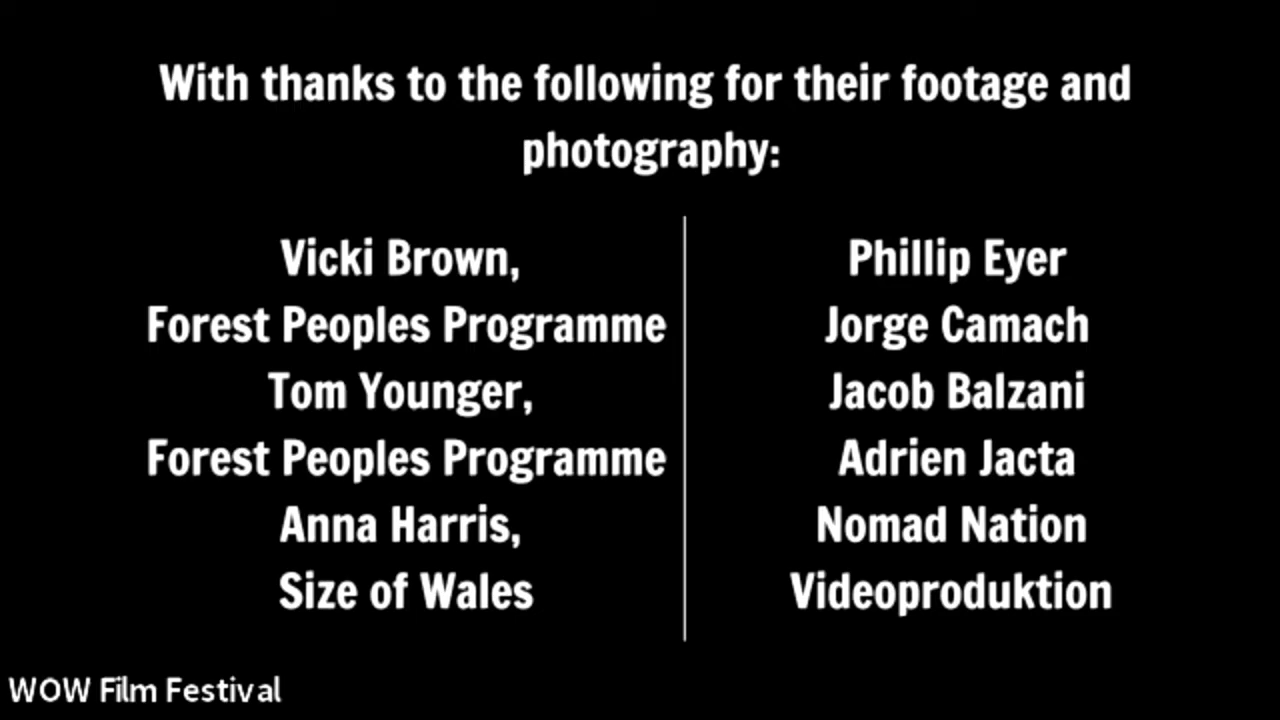 With thanks to the following for their footage and
photography:
Vicki Brown,
Forest Peoples Programme
Tom Younger,
Forest Peoples Programme
Anna Harris,
Size of Wales
Phillip Eyer
Jorge Camach
Jacob Balzani
Adrien Jacta
Nomad Nation
Videoproduktion
WOW Film Festival